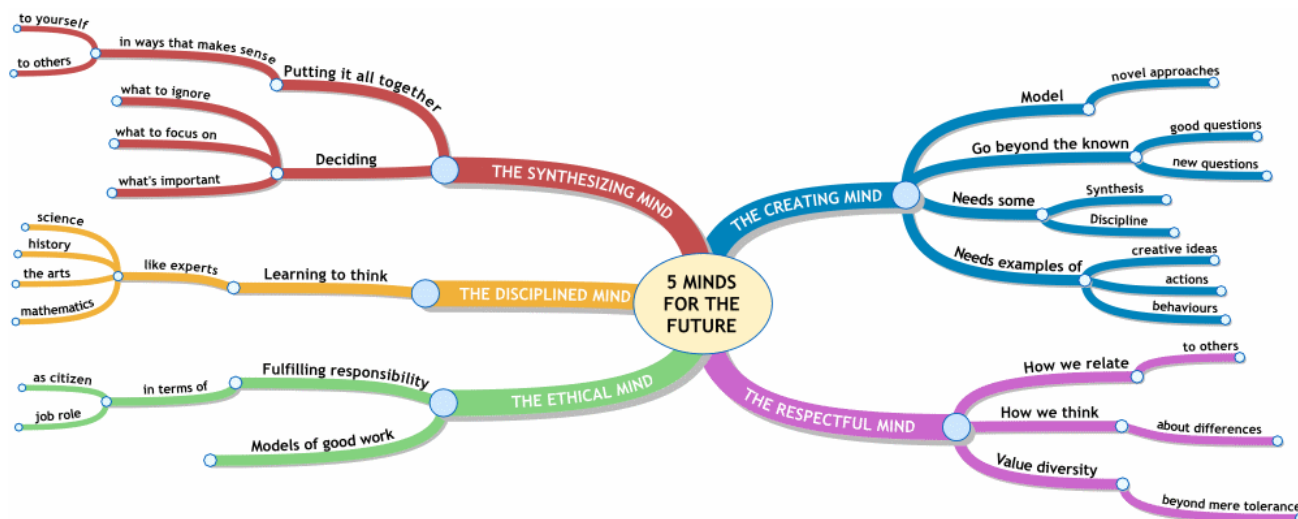 5 MINDS
FOR THE
FUTURE
THE SYNTHESIZING MIND
Putting it all together
in ways that makes sense
to yourself
to others
Deciding
what to ignore
what to focus on
what's important
THE DISCIPLINED MIND
Learning to think
like experts
science
history
the arts
mathematics
THE ETHICAL MIND
Fulfilling responsibility
in terms of
as citizen
job role
Models of good work
THE CREATING MIND
Model
novel approaches
Go beyond the known
good questions
new questions
Needs some
Synthesis
Discipline
Needs examples of
creative ideas
actions
behaviours
THE RESPECTFUL MIND
How we relate
to others
How we think
about differences
Value diversity
beyond mere tolerance